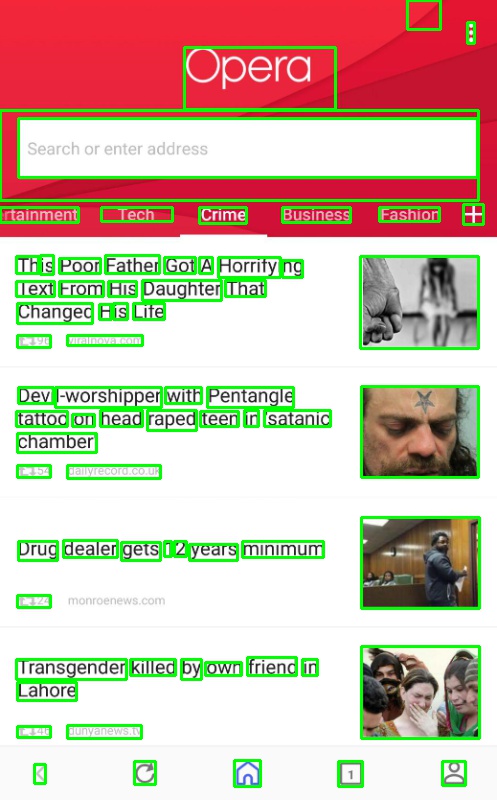 Opera
Search or enter address
rtainment Tech Crime Business Fashion
This Poor Father Got A Horrifying
Text From His Daughter That
Changed His Life
viralnova.com
Devil-worshipper with Pentangle
tattoo on head raped teen in 'satanic
chamber
dailyrecord.co.uk
Drug dealer gets 12 years minimum
monroenews.com
Transgender killed by own friend in
Lahore
dunyanews.tv
1